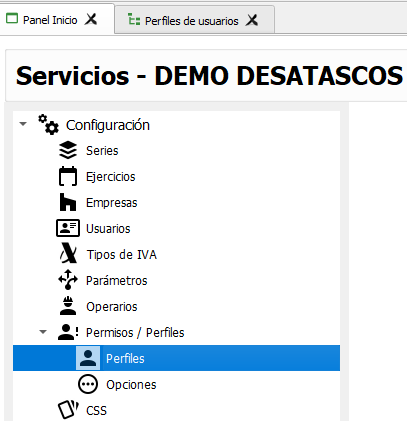 Panel Inicio
Perfiles de usuarios
Servicios - DEMO DESATASCOS
Configuración
Series
Ejercicios
Empresas
Usuarios
Tipos de IVA
Parámetros
Operarios
Permisos / Perfiles
Perfiles
Opciones
CSS